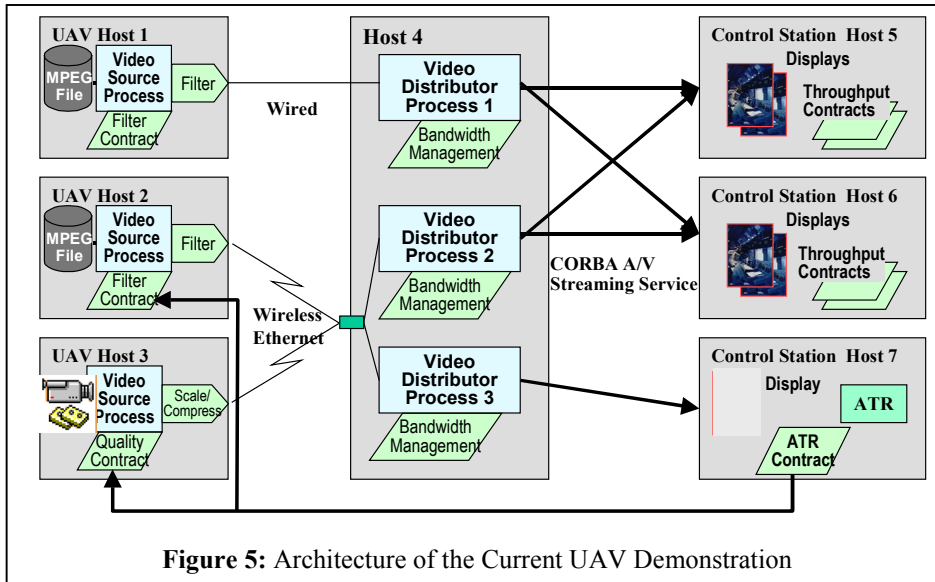 UAV Host 1
MPEG
File
Video
Source
Process
Filter
Filter
Contract
Wired
UAV Host 2
MPEG
File
Video
Source
Process
Filter
Filter
Contract
Wireless
Ethernet
UAV Host 3
Video
Source
Process
Scale/
Compress
Quality
Contract
Host 4
Video
Distributor
Process 1
Bandwidth
Management
Video
Distributor
Process 2
Bandwidth
Management
Video
Distributor
Process 3
Bandwidth
Management
CORBA A/V
Streaming Service
Control Station Host 5
Displays
Throughput
Contracts
Control Station Host 6
Displays
Throughput
Contracts
Control Station Host 7
Display
ATR
ATR
Contract
Figure 5: Architecture of the Current UAV Demonstration